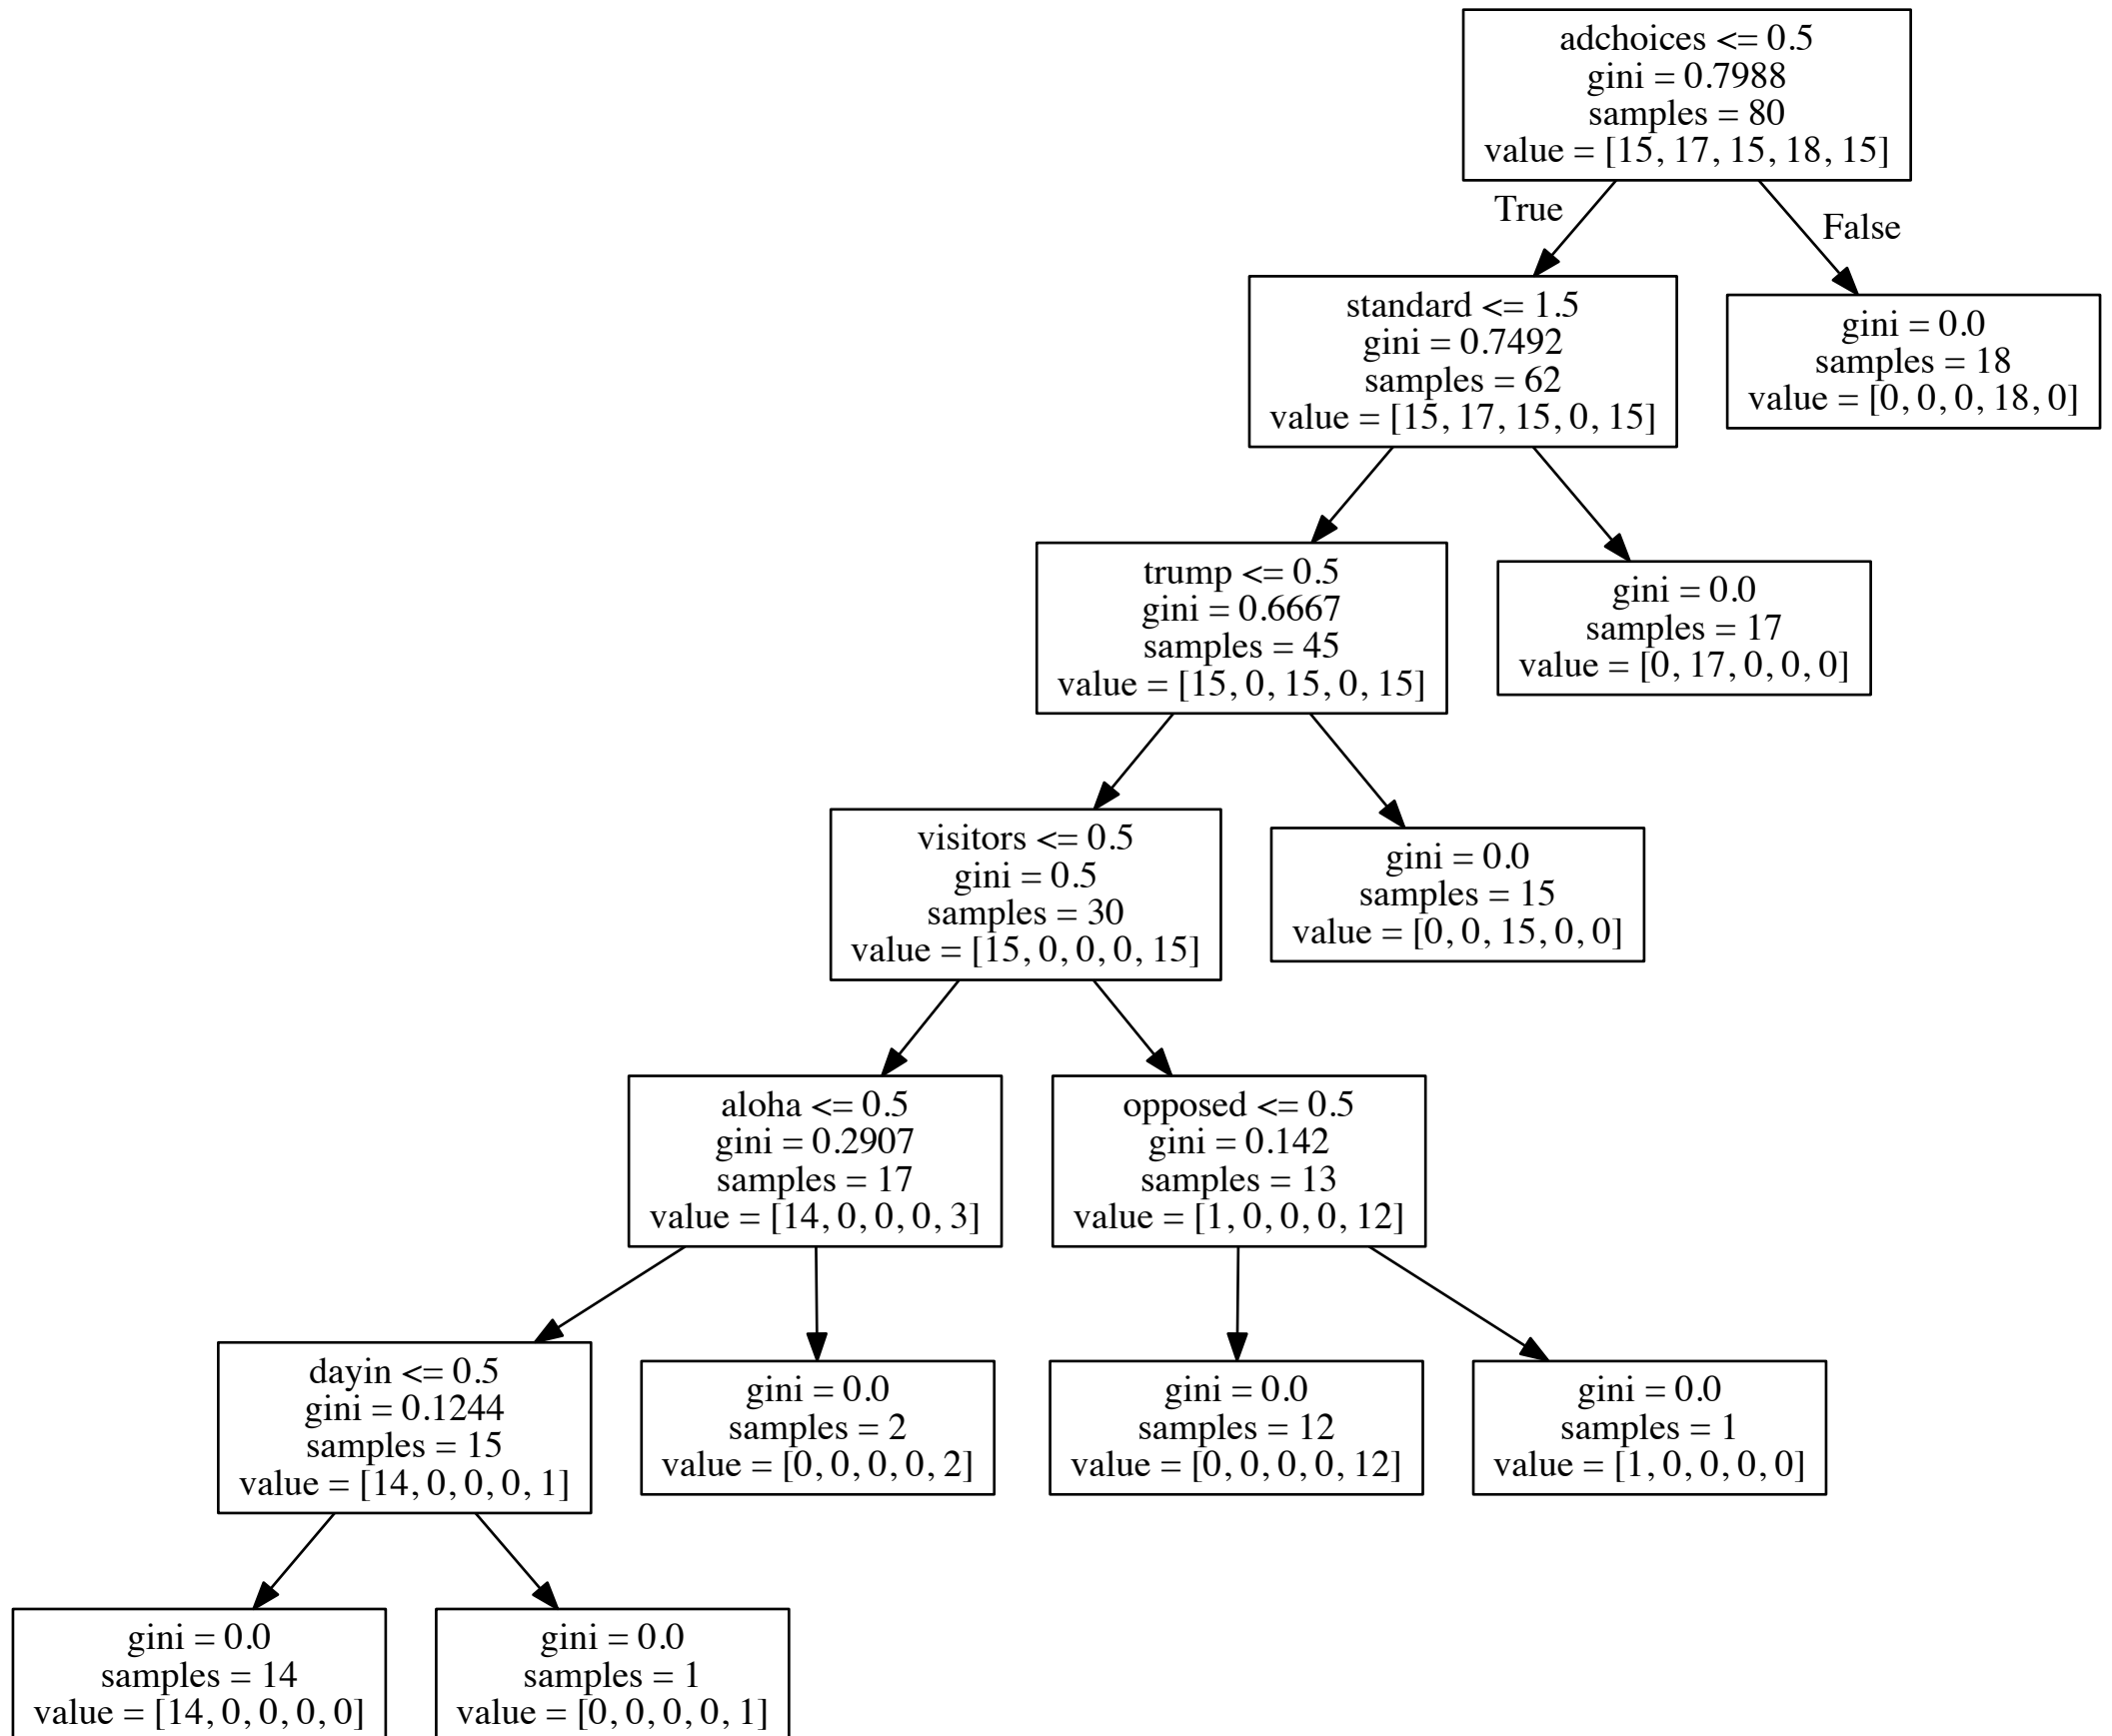 adchoices <= 0.5
gini = 0.7988
samples = 80
value = [15, 17, 15, 18, 15]
True
False
standard <= 1.5
gini = 0.7492
samples = 62
value = [15, 17, 15, 0, 15]
gini = 0.0
samples = 18
value = [0, 0, 0, 18, 0]
trump <= 0.5
gini = 0.6667
samples = 45
value = [15, 0, 15, 0, 15]
gini = 0.0
samples = 17
value = [0, 17, 0, 0, 0]
visitors <= 0.5
gini = 0.5
samples = 30
value = [15, 0, 0, 0, 15]
gini = 0.0
samples = 15
value = [0, 0, 15, 0, 0]
aloha <= 0.5
gini = 0.2907
samples = 17
value = [14, 0, 0, 0, 3]
opposed <= 0.5
gini = 0.142
samples = 13
value = [1, 0, 0, 0, 12]
dayin <= 0.5
gini = 0.1244
samples = 15
value = [14, 0, 0, 0, 1]
gini = 0.0
samples = 2
value = [0, 0, 0, 0, 2]
gini = 0.0
samples = 12
value = [0, 0, 0, 0, 12]
gini = 0.0
samples = 1
value = [1, 0, 0, 0, 0]
gini = 0.0
samples = 14
value = [14, 0, 0, 0, 0]
gini = 0.0
samples = 1
value = [0, 0, 0, 0, 1]